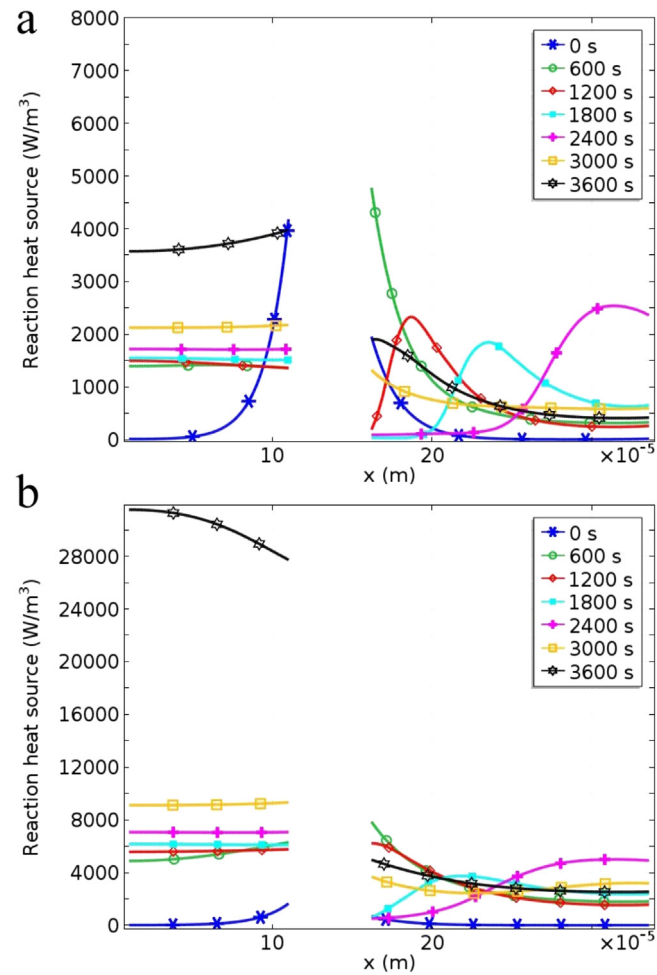 a
8000
7000
6000
5000
4000
3000
2000
1000
0
Reaction heat source (W/m³)
0 s
600 s
1200 s
1800 s
2400 s
3000 s
3600 s
10
20
×10⁻⁵
x (m)
b
28000
24000
20000
16000
12000
8000
4000
0
Reaction heat source (W/m³)
0 s
600 s
1200 s
1800 s
2400 s
3000 s
3600 s
10
20
×10⁻⁵
x (m)